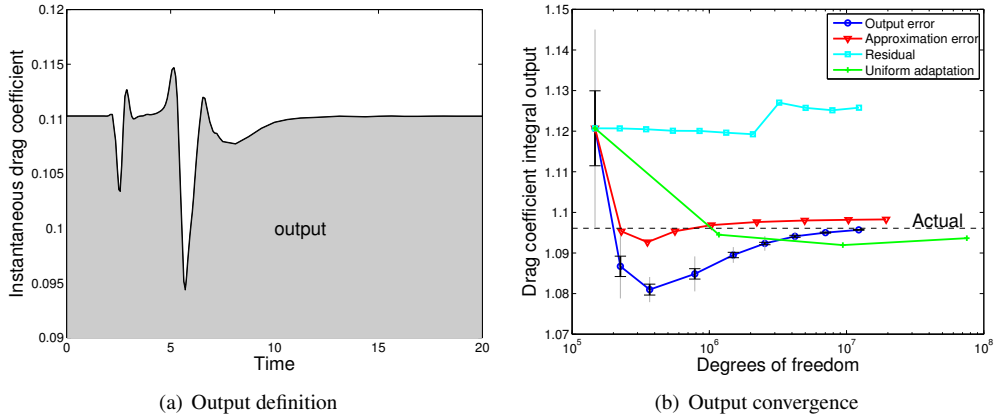 0.12
0.115
0.11
0.105
0.1
0.095
0.09
0
5
10
15
20
Instantaneous drag coefficient
output
Time
(a) Output definition
1.15
1.14
1.13
1.12
1.11
1.10
1.09
1.08
1.07
10^5
10^6
10^7
10^8
Drag coefficient integral output
Output error
Approximation error
Residual
Uniform adaptation
Actual
Degrees of freedom
(b) Output convergence